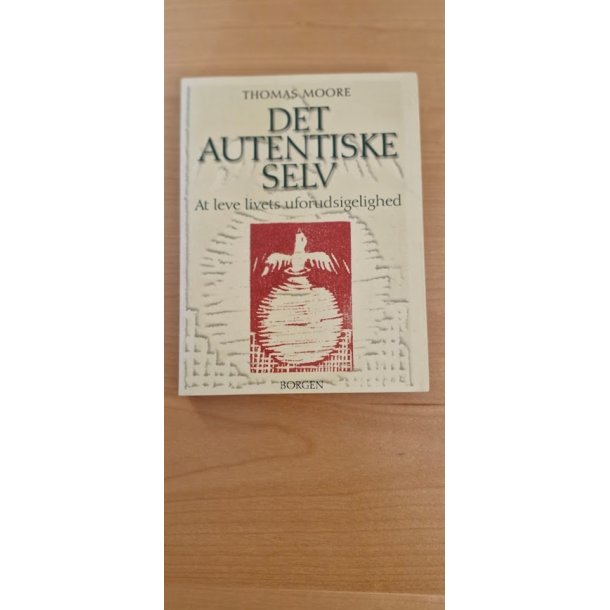 THOMAS MOORE
DET
AUTENTISKE
SELV
At leve livets uforudsigelighed
BORGEN